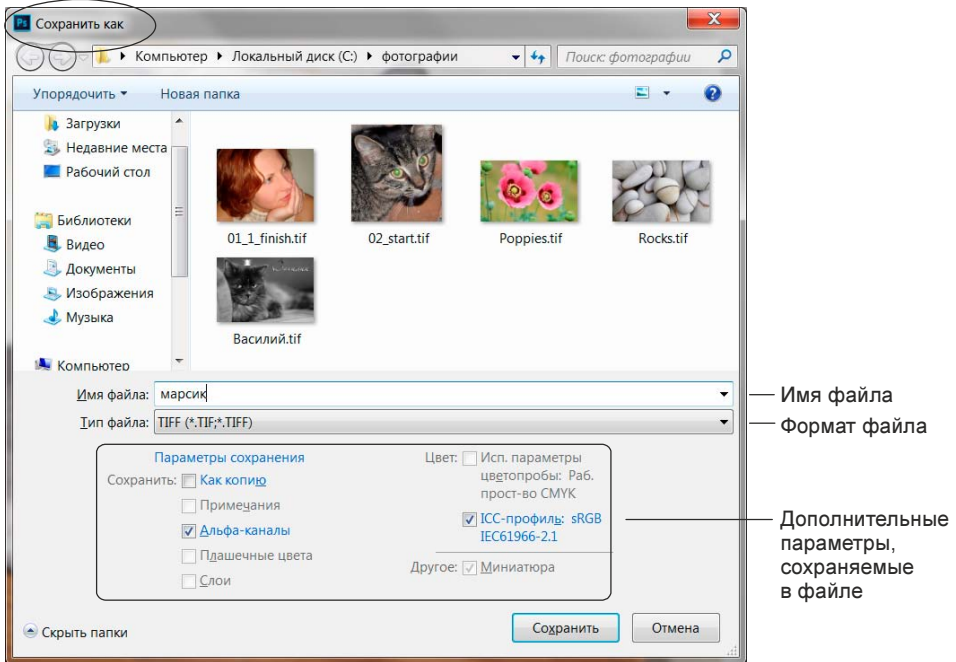 Ps Сохранить как
Компьютер Локальный диск (C:) фотографии Поиск: фотографии
Упорядочить Новая папка
Загрузки
Недавние места
Рабочий стол
Библиотеки
Видео
Документы
Изображения
Музыка
Компьютер
01_1_finish.tif 02_start.tif Poppies.tif Rocks.tif
Василий.tif
Имя файла: марсик
Имя файла
Тип файла: TIFF (*.TIF;*.TIFF)
Формат файла
Параметры сохранения
Сохранить: Как копию
Примечания
Альфа-каналы
Плашечные цвета
Слои
Цвет: Исп. параметры
цветопробы: Раб.
прост-во CMYK
ICC-профиль: sRGB
IEC61966-2.1
Другое: Миниатюра
Дополнительные
параметры,
сохраняемые
в файле
Скрыть папки Сохранить Отмена